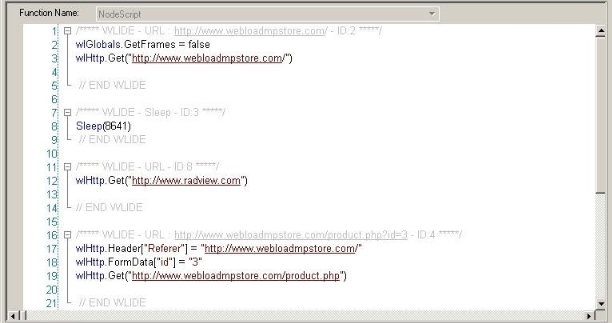 Function Name: NodeScript
1 /***** WLIDE - URL : http://www.webloadmpstore.com/ - ID:2 *****/
2 wlGlobals.GetFrames = false
3 wlHttp.Get("http://www.webloadmpstore.com/")
4
5 // END WLIDE
6
7 /***** WLIDE - Sleep - ID:3 *****/
8 Sleep(8641)
9 // END WLIDE
10
11 /***** WLIDE - URL - ID:8 *****/
12 wlHttp.Get("http://www.radview.com")
13
14 // END WLIDE
15
16 /***** WLIDE - URL : http://www.webloadmpstore.com/product.php?id=3 - ID:4 *****/
17 wlHttp.Header["Referer"] = "http://www.webloadmpstore.com/"
18 wlHttp.FormData["id"] = "3"
19 wlHttp.Get("http://www.webloadmpstore.com/product.php")
20
21 // END WLIDE